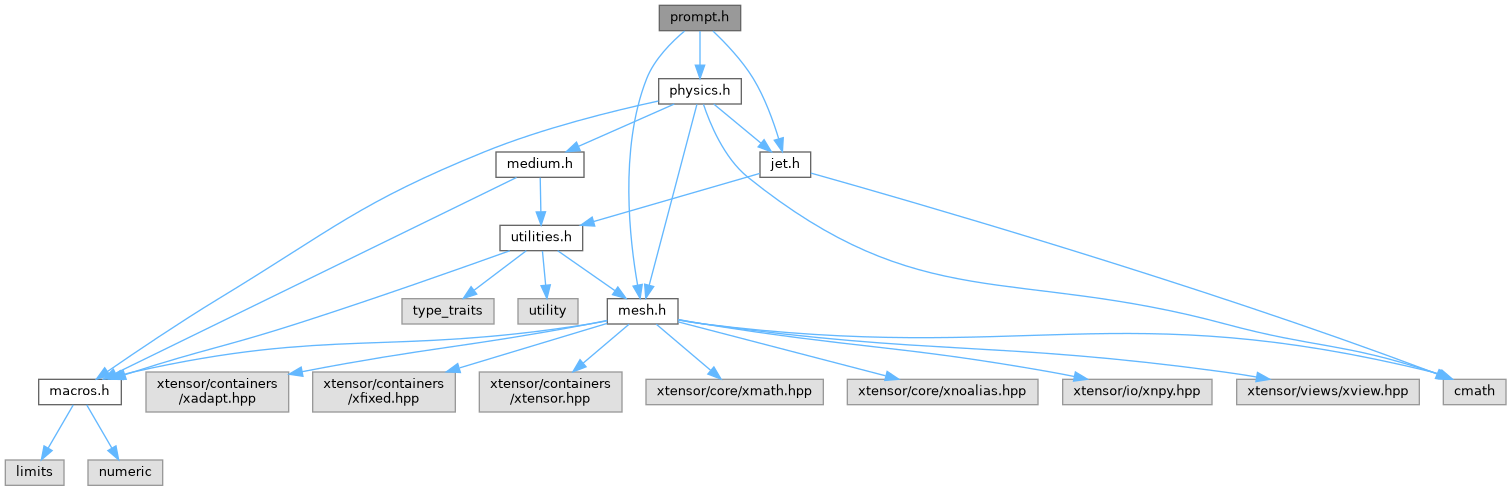 prompt.h
physics.h
medium.h
jet.h
utilities.h
type_traits
utility
mesh.h
macros.h
xtensor/containers
/xadapt.hpp
xtensor/containers
/xfixed.hpp
xtensor/containers
/xtensor.hpp
xtensor/core/xmath.hpp
xtensor/core/xnoalias.hpp
xtensor/io/xnpy.hpp
xtensor/views/xview.hpp
cmath
limits
numeric